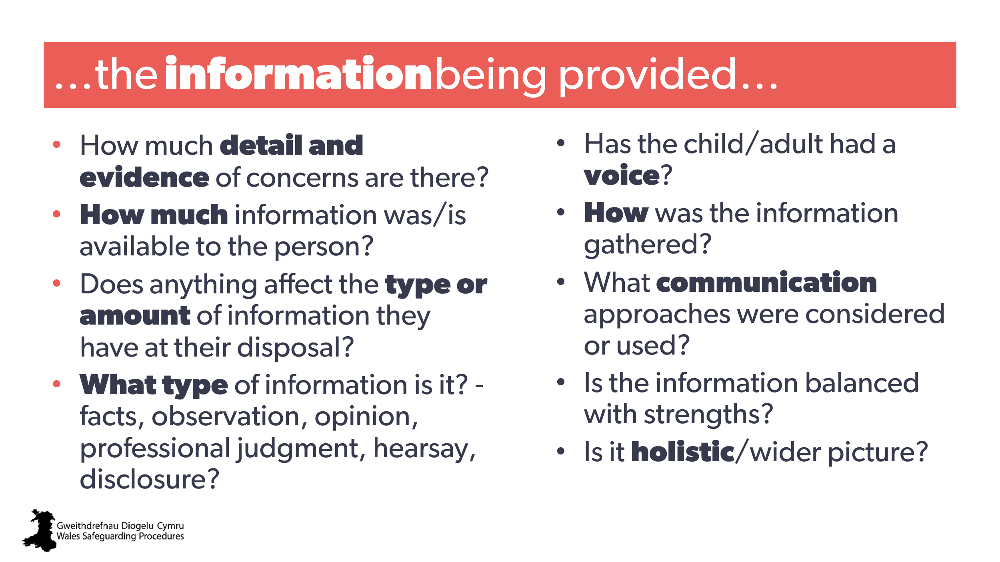 ...the information being provided...
• How much detail and
evidence of concerns are there?
• How much information was/is
available to the person?
• Does anything affect the type or
amount of information they
have at their disposal?
• What type of information is it? -
facts, observation, opinion,
professional judgment, hearsay,
disclosure?
• Has the child/adult had a
voice?
• How was the information
gathered?
• What communication
approaches were considered
or used?
• Is the information balanced
with strengths?
• Is it holistic/wider picture?
Gweithdrefnau Diogelu Cymru
Wales Safeguarding Procedures